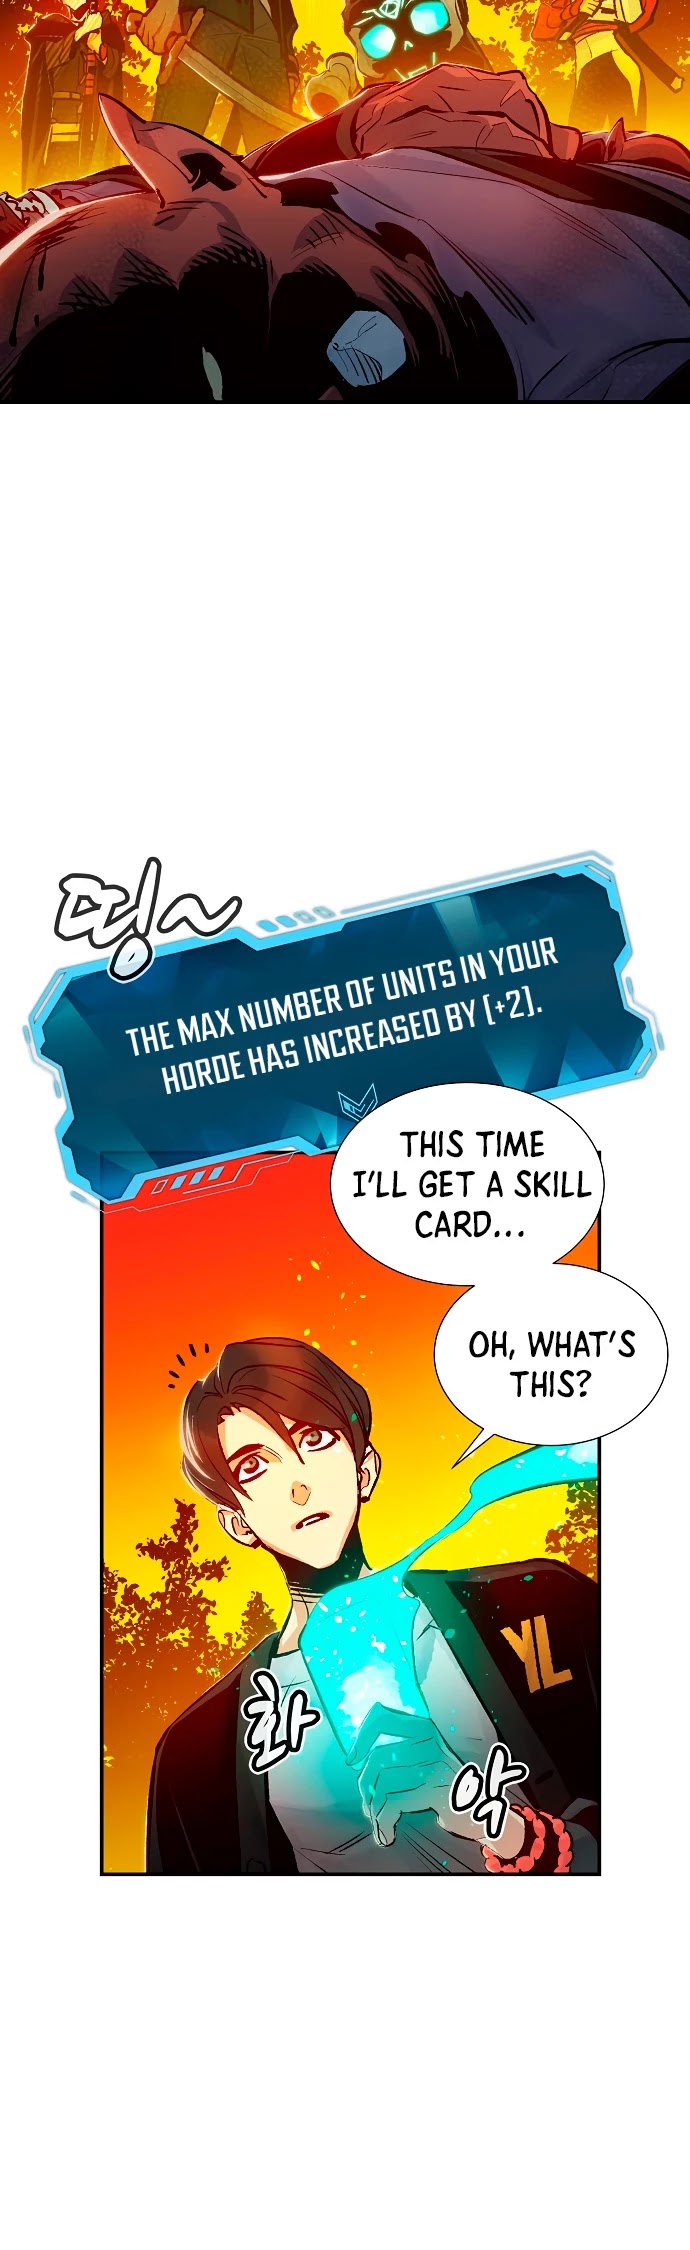 띵~
THE MAX NUMBER OF UNITS IN YOUR
HORDE HAS INCREASED BY [+2].
THIS TIME
I'LL GET A SKILL
CARD...
OH, WHAT'S
THIS?
YL
화
악